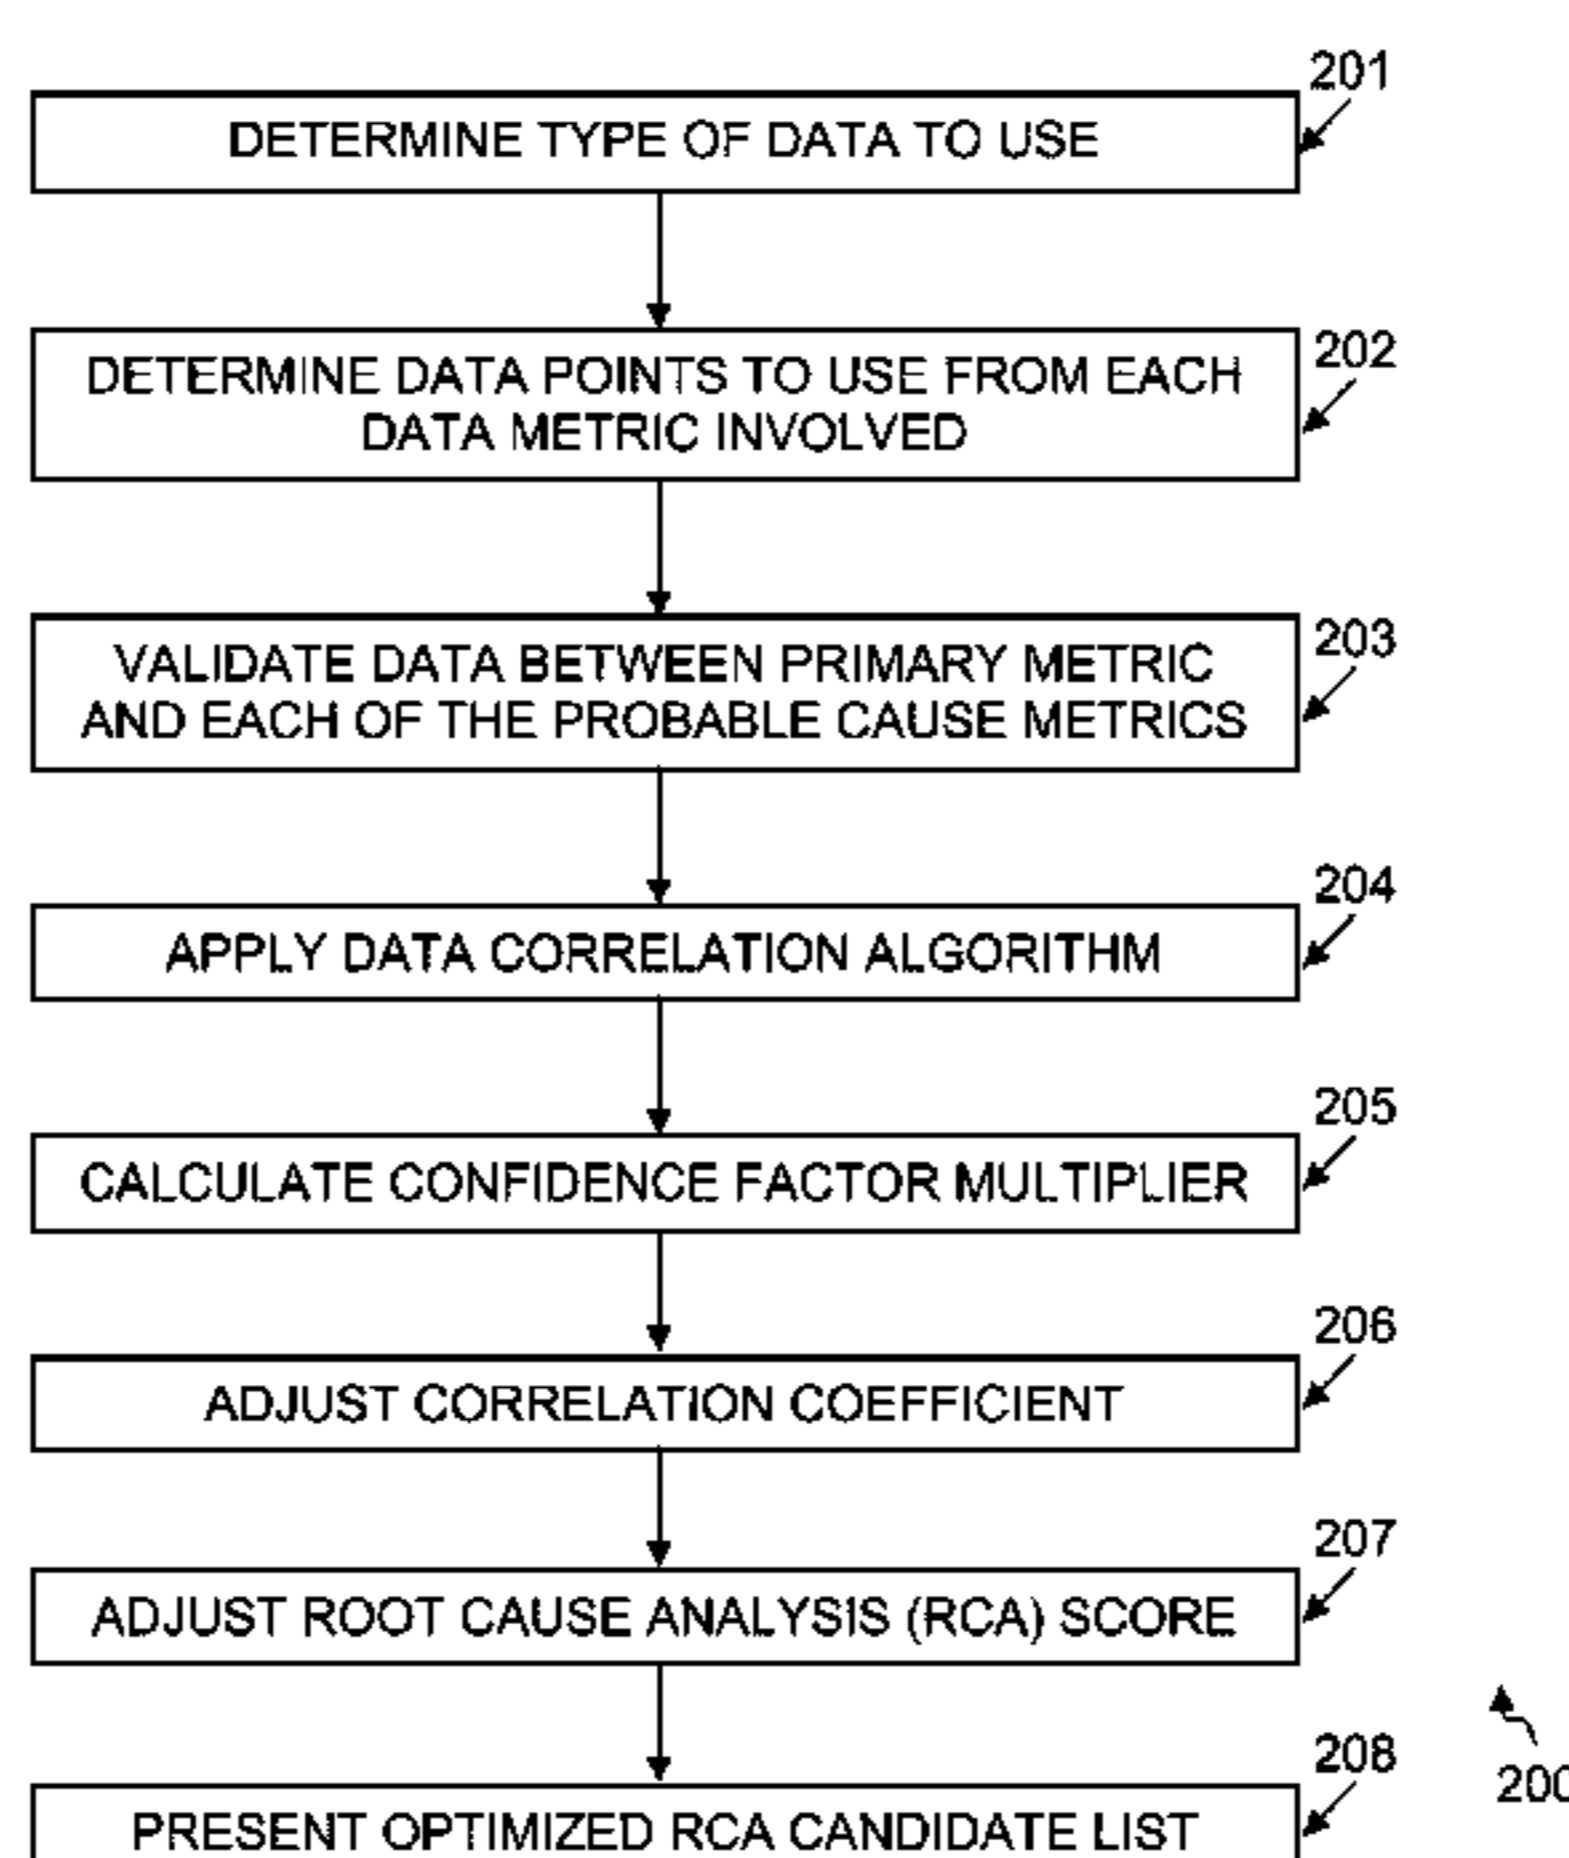 201
DETERMINE TYPE OF DATA TO USE
202
DETERMINE DATA POINTS TO USE FROM EACH
DATA METRIC INVOLVED
203
VALIDATE DATA BETWEEN PRIMARY METRIC
AND EACH OF THE PROBABLE CAUSE METRICS
204
APPLY DATA CORRELATION ALGORITHM
205
CALCULATE CONFIDENCE FACTOR MULTIPLIER
206
ADJUST CORRELATION COEFFICIENT
207
ADJUST ROOT CAUSE ANALYSIS (RCA) SCORE
208
200
PRESENT OPTIMIZED RCA CANDIDATE LIST